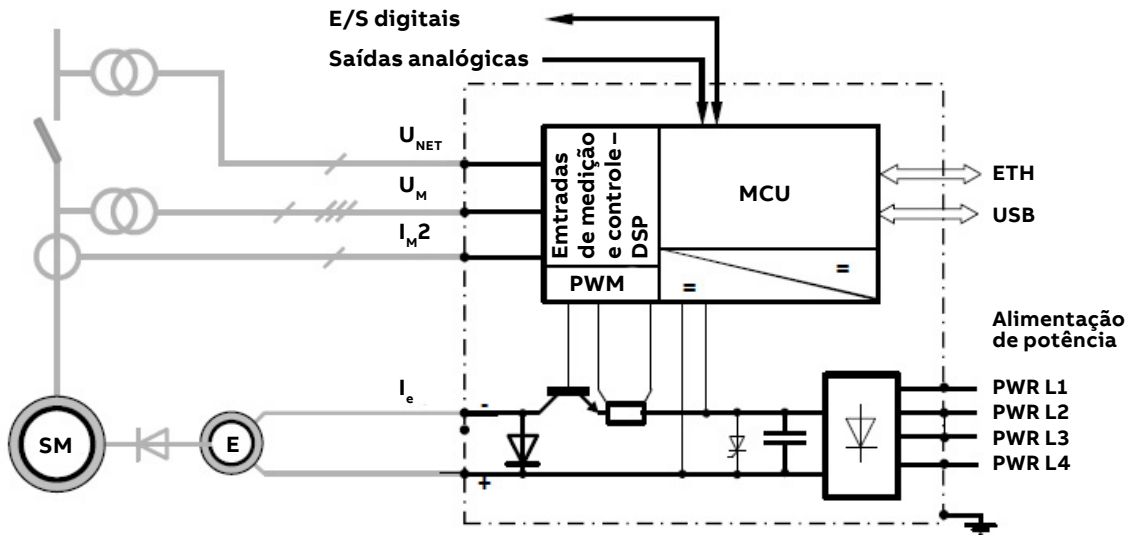 E/S digitais
Saídas analógicas
U_NET
U_M
I_M2
Emtradas
de medição
e controle –
DSP
MCU
PWM
=
=
ETH
USB
Alimentação
de potência
PWR L1
PWR L2
PWR L3
PWR L4
I_e
-
+
SM
E